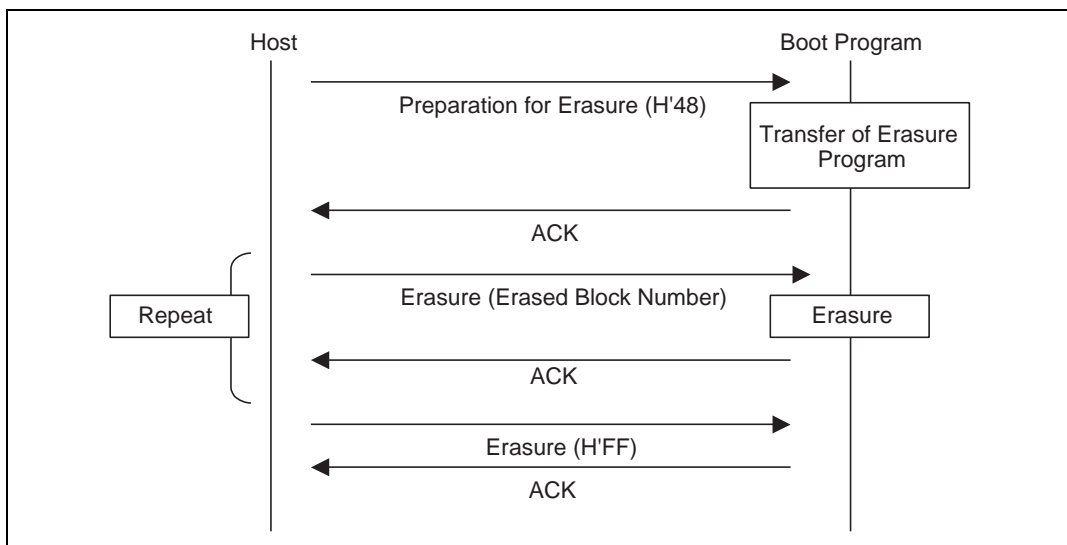 Host
Boot Program
Preparation for Erasure (H'48)
Transfer of Erasure
Program
ACK
Erasure (Erased Block Number)
Repeat
Erasure
ACK
Erasure (H'FF)
ACK